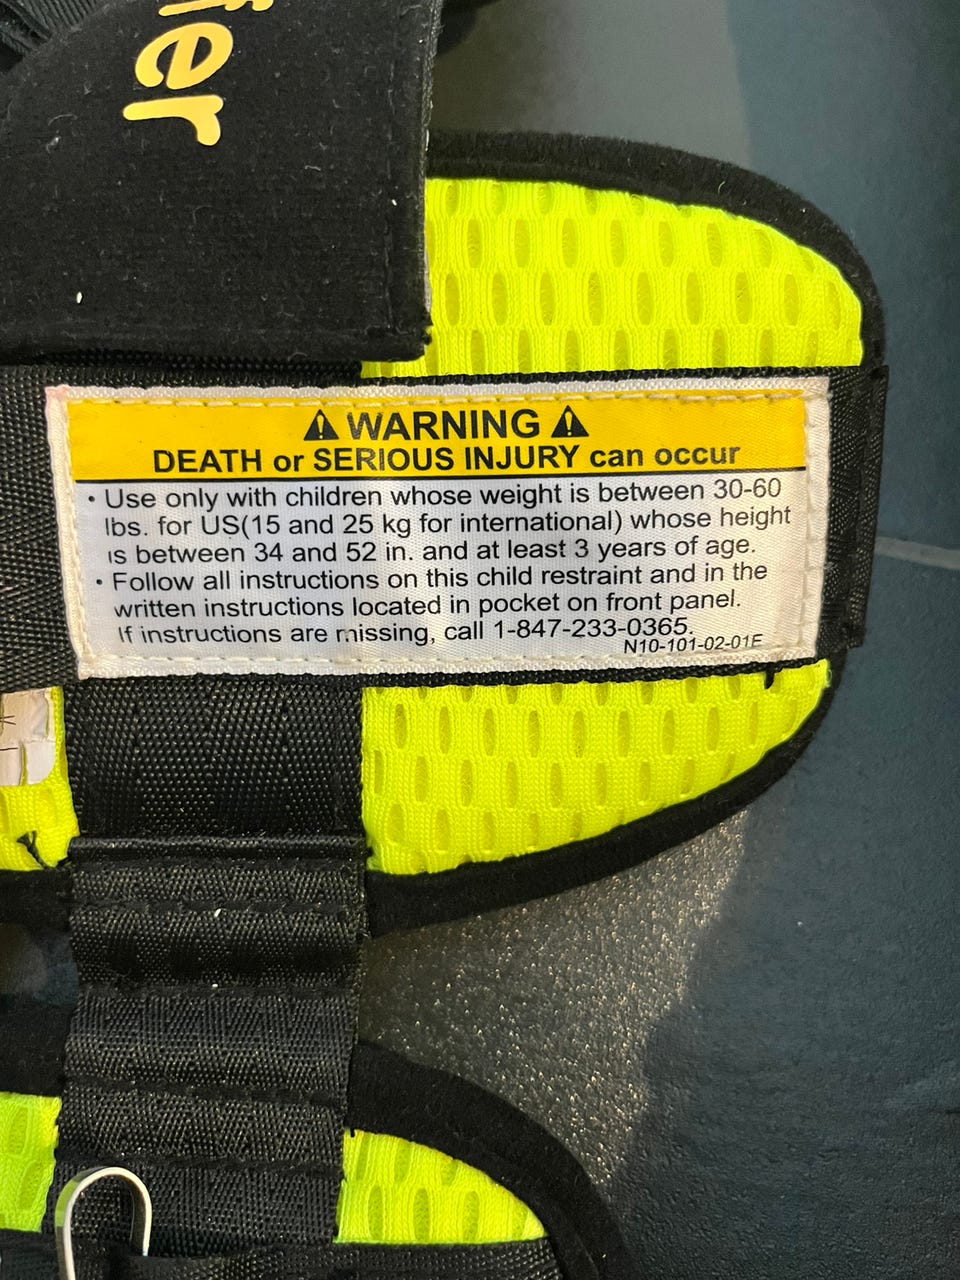 fier
⚠ WARNING ⚠
DEATH or SERIOUS INJURY can occur
• Use only with children whose weight is between 30-60
lbs. for US(15 and 25 kg for international) whose height
is between 34 and 52 in. and at least 3 years of age.
• Follow all instructions on this child restraint and in the
written instructions located in pocket on front panel.
If instructions are missing, call 1-847-233-0365.
N10-101-02-01E